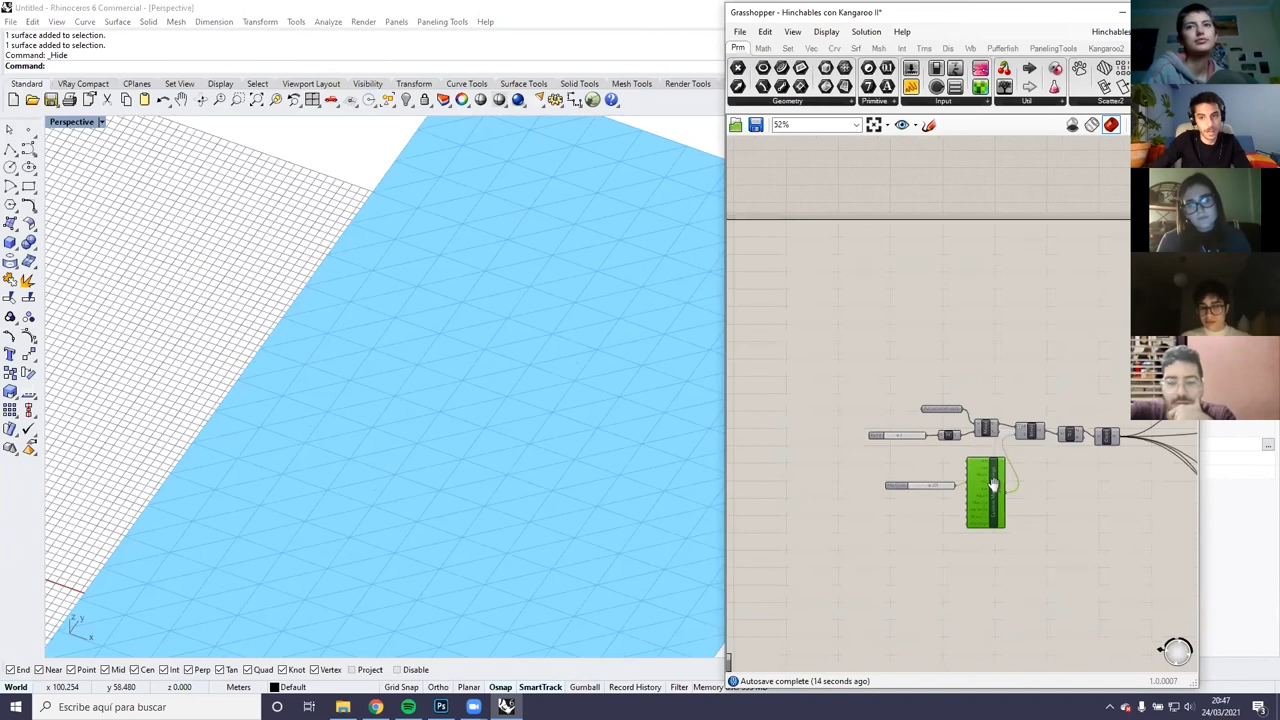 Untitled - Rhinoceros 6 Commercial - [Perspective]
File Edit View Curve Surface Solid Mesh Dimension Transform Tools Analyze Render Panels Paneling Tools
1 surface added to selection.
1 surface added to selection.
Command: _Hide
Command:
Standard VRay Compact CPlanes Set View Display Select Viewport Layout Visibility Transform Curve Tools Surface Tools Solid Tools Mesh Tools
Perspective
z y
x
End Near Point Mid Cen Int Perp Tan Quad Knot Vertex Project Disable
World x 100.254 y 58.480 z 0.000 Meters Default Grid Snap Ortho Planar Osnap SmartTrack Gumball Record History Filter
Grasshopper - Hinchables con Kangaroo II*
File Edit View Display Solution Help Hinchables
Prm Math Set Vec Crv Srf Msh Int Trns Dis Wb Pufferfish PanelingTools Kangaroo2
Geometry Primitive Input Util Scatter2
52%
Autosave complete (14 seconds ago)
1.0.0007
Escribe aquí para buscar
20:47
24/03/2021